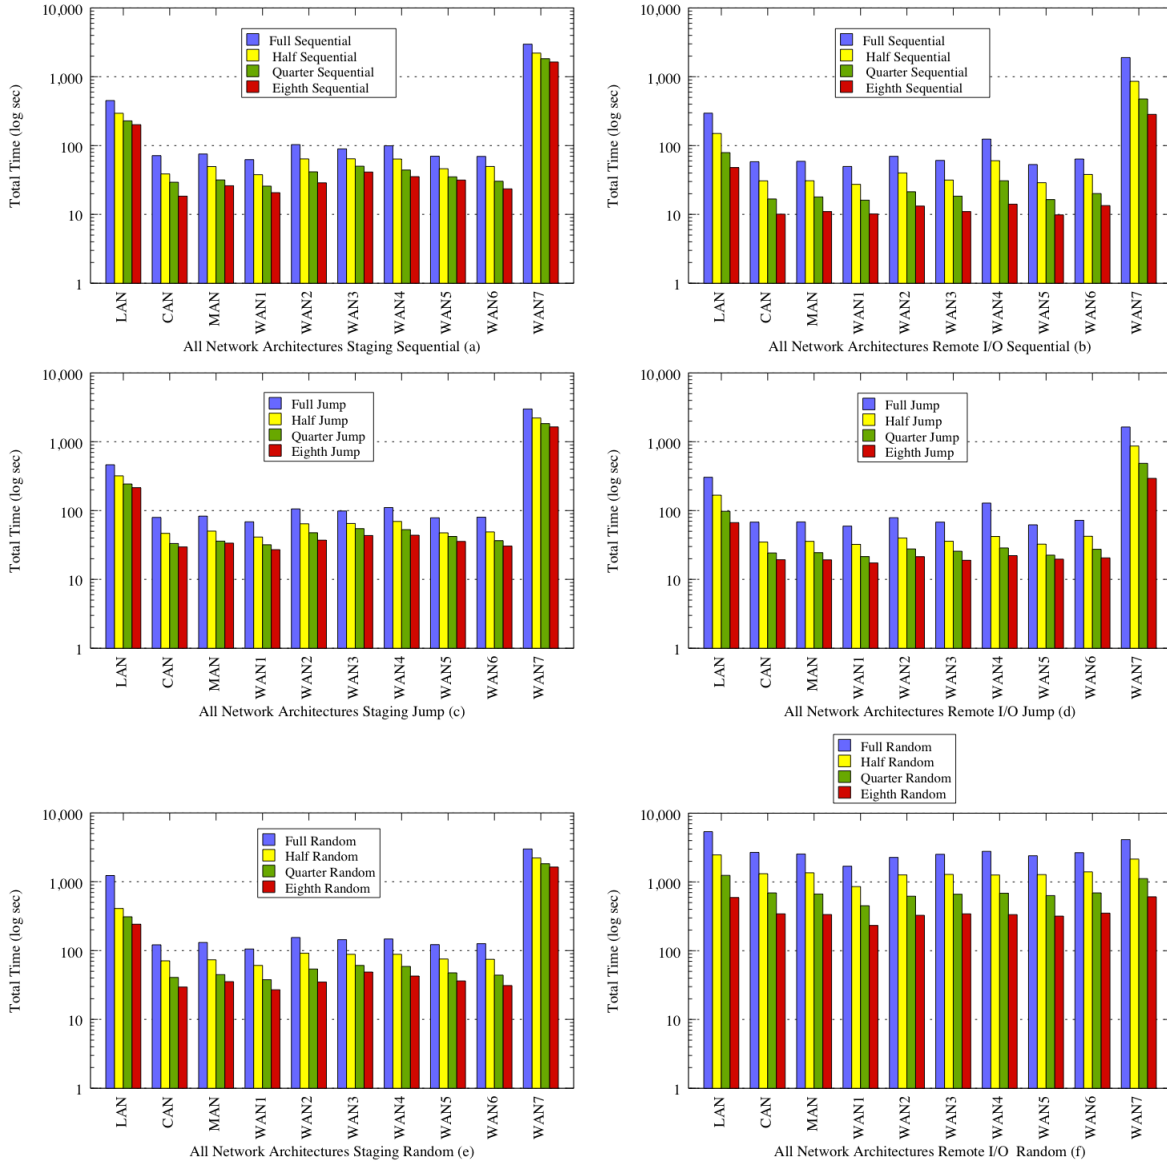 10,000
1,000
100
10
1
Total Time (log sec)
Full Sequential
Half Sequential
Quarter Sequential
Eighth Sequential
LAN
CAN
MAN
WAN1
WAN2
WAN3
WAN4
WAN5
WAN6
WAN7
All Network Architectures Staging Sequential (a)
10,000
1,000
100
10
1
Total Time (log sec)
Full Sequential
Half Sequential
Quarter Sequential
Eighth Sequential
LAN
CAN
MAN
WAN1
WAN2
WAN3
WAN4
WAN5
WAN6
WAN7
All Network Architectures Remote I/O Sequential (b)
10,000
1,000
100
10
1
Total Time (log sec)
Full Jump
Half Jump
Quarter Jump
Eighth Jump
LAN
CAN
MAN
WAN1
WAN2
WAN3
WAN4
WAN5
WAN6
WAN7
All Network Architectures Staging Jump (c)
10,000
1,000
100
10
1
Total Time (log sec)
Full Jump
Half Jump
Quarter Jump
Eighth Jump
LAN
CAN
MAN
WAN1
WAN2
WAN3
WAN4
WAN5
WAN6
WAN7
All Network Architectures Remote I/O Jump (d)
10,000
1,000
100
10
1
Total Time (log sec)
Full Random
Half Random
Quarter Random
Eighth Random
LAN
CAN
MAN
WAN1
WAN2
WAN3
WAN4
WAN5
WAN6
WAN7
All Network Architectures Staging Random (e)
Full Random
Half Random
Quarter Random
Eighth Random
10,000
1,000
100
10
1
Total Time (log sec)
LAN
CAN
MAN
WAN1
WAN2
WAN3
WAN4
WAN5
WAN6
WAN7
All Network Architectures Remote I/O Random (f)